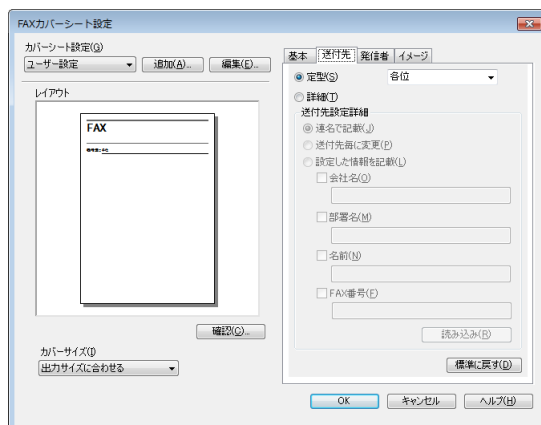 FAXカバーシート設定
カバーシート設定(G)
ユーザー設定
追加(A)...
編集(E)...
レイアウト
FAX
確認(C)...
カバーサイズ(I)
出力サイズに合わせる
基本
送付先
発信者
イメージ
定型(S)
各位
詳細(T)
送付先設定詳細
連名で記載(J)
送付先毎に変更(P)
設定した情報を記載(L)
会社名(O)
部署名(M)
名前(N)
FAX番号(F)
読み込み(R)
標準に戻す(D)
OK
キャンセル
ヘルプ(H)